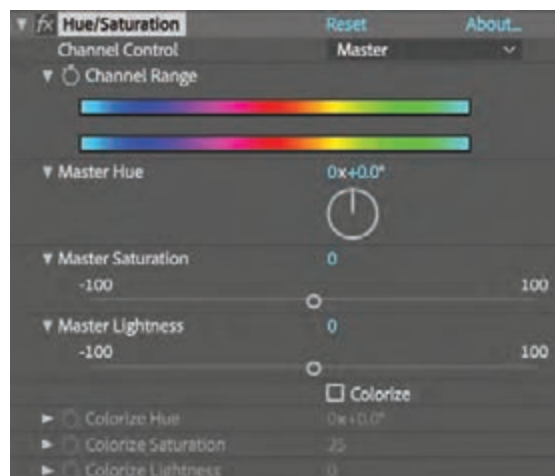 fx Hue/Saturation Reset About...
Channel Control Master
Channel Range
Master Hue 0x+0.0°
Master Saturation 0
-100 100
Master Lightness 0
-100 100
Colorize
Colorize Hue 0x+0.0°
Colorize Saturation 25
Colorize Lightness 0